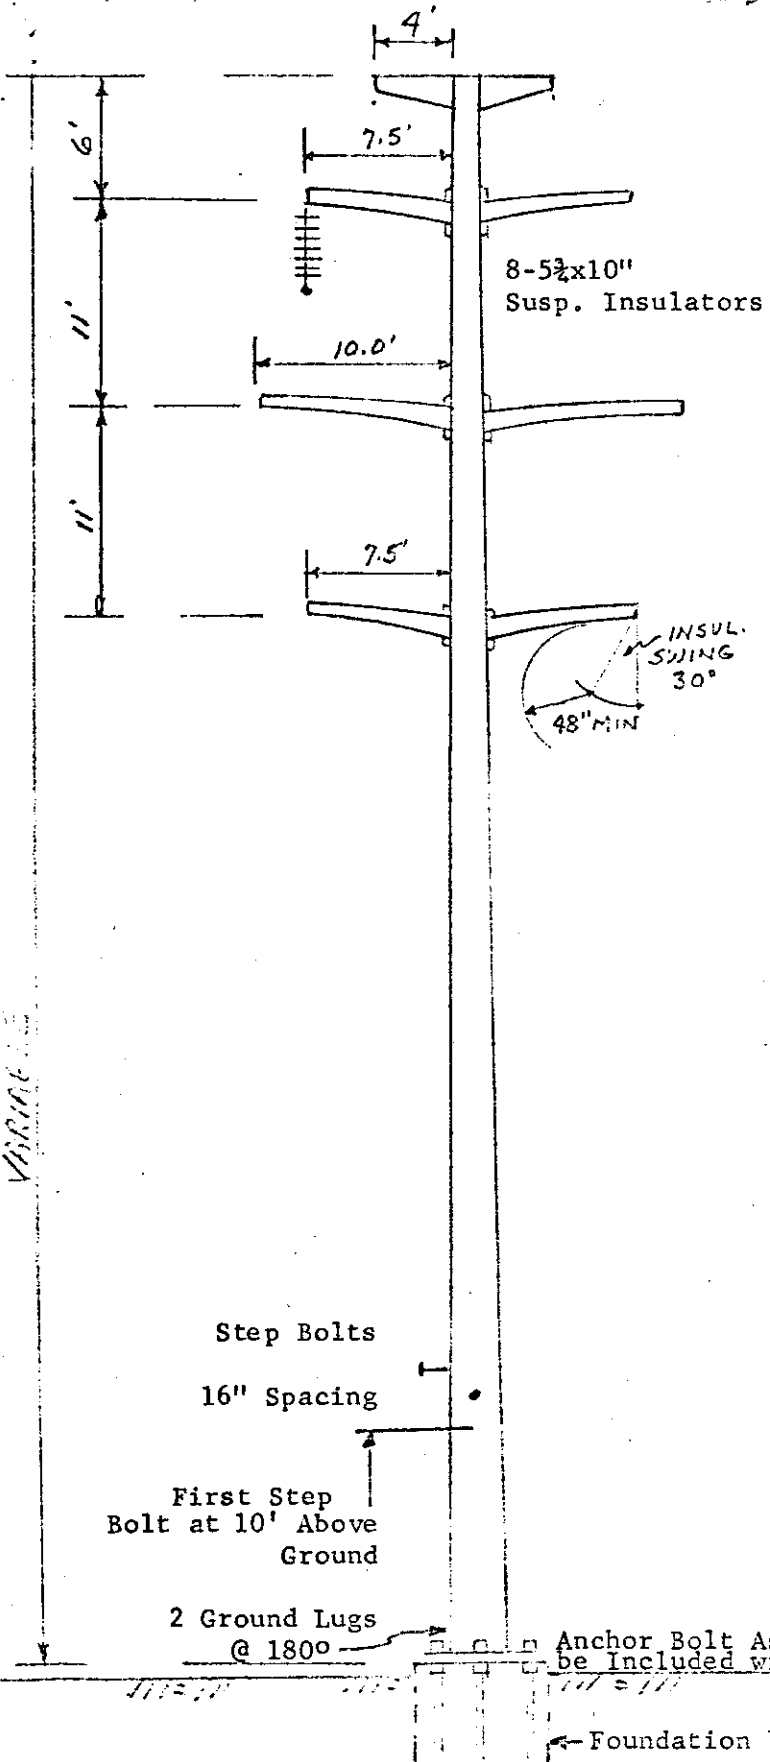 4'
6'
7.5'
8-5¾x10"
Susp. Insulators
11'
10.0'
11'
7.5'
INSUL.
SWING
30°
48" MIN
Step Bolts
16" Spacing
First Step
Bolt at 10' Above
Ground
2 Ground Lugs
@ 180°
Anchor Bolt
be Included
Foundation